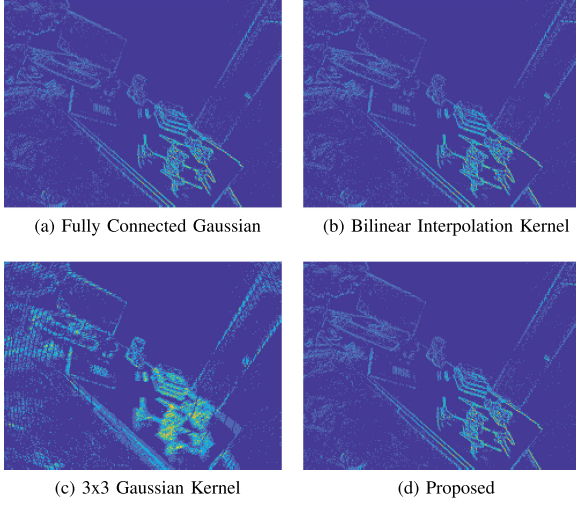 (a) Fully Connected Gaussian
(b) Bilinear Interpolation Kernel
(c) 3x3 Gaussian Kernel
(d) Proposed